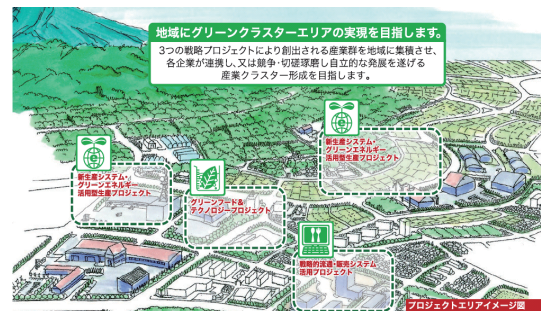 地域にグリーンクラスターエリアの実現を目指します。
3つの戦略プロジェクトにより創出される産業群を地域に集積させ、
各企業が連携し、又は競争・切磋琢磨し自立的な発展を遂げる
産業クラスター形成を目指します。
新生産システム・
グリーンエネルギー
活用型生産プロジェクト
新生産システム・
グリーンエネルギー
活用型生産プロジェクト
グリーンフード&
テクノロジープロジェクト
戦略的流通・販売システム
活用プロジェクト
プロジェクトエリアイメージ図